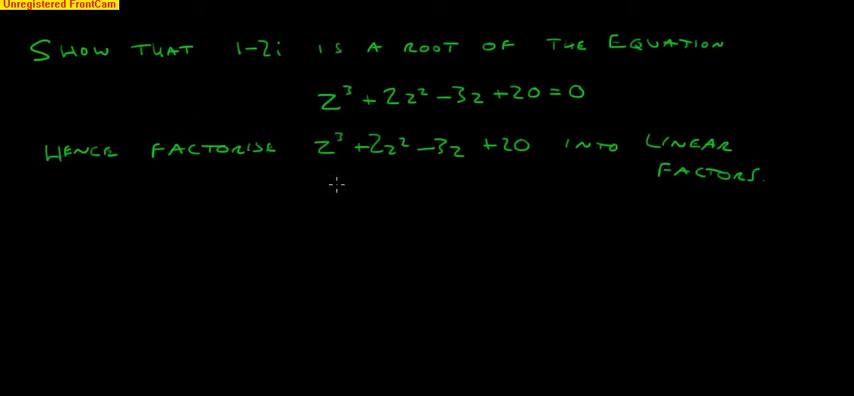 Unregistered FrontCam
SHOW THAT 1-2i IS A ROOT OF THE EQUATION
z³ + 2z² - 3z + 20 = 0
HENCE FACTORISE z³ + 2z² - 3z + 20 INTO LINEAR
FACTORS.